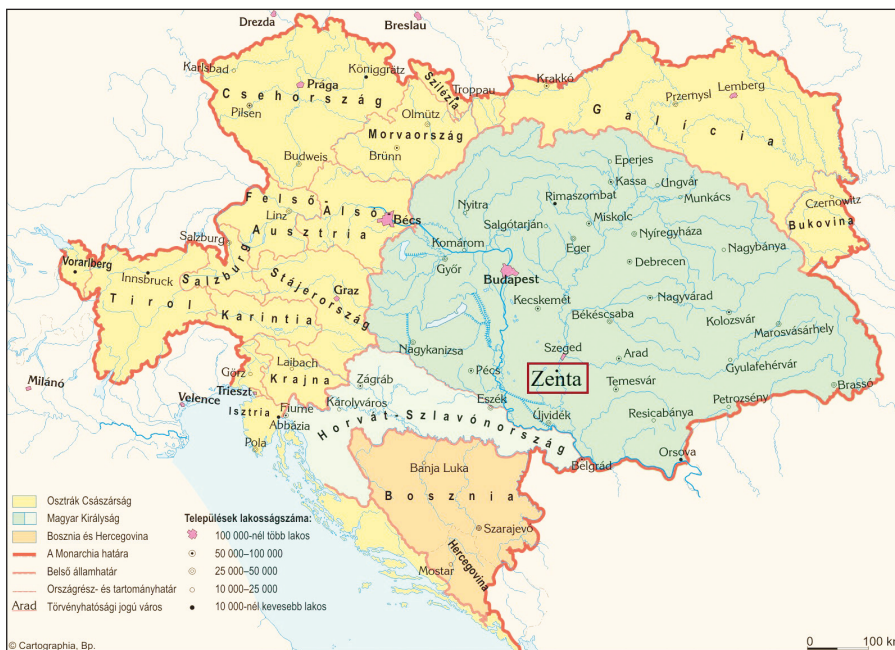 Drezda
Breslau
Karlsbad
Königgrätz
Prága
Szilézia
Troppau
Krakkó
Csehország
Pilsen
Olmütz
Przemysl
Lemberg
Galícia
Morvaország
Budweis
Brünn
Eperjes
Kassa
Ungvár
Felső-
Alsó
Ausztria
Linz
Bécs
Nyitra
Rimaszombat
Munkács
Czernowitz
Bukovina
Salgótarján
Miskolc
Salzburg
Komárom
Eger
Nyíregyháza
Nagybánya
Vorarlberg
Salzburg
Győr
Debrecen
Innsbruck
Stájerország
Budapest
Tirol
Graz
Kecskemét
Nagyvárad
Karintia
Békéscsaba
Kolozsvár
Marosvásárhely
Nagykanizsa
Szeged
Arad
Gyulafehérvár
Görz
Laibach
Krajna
Zágráb
Pécs
Zenta
Temesvár
Brassó
Milánó
Trieszt
Velence
Károlyváros
Eszék
Petrozsény
Isztria
Fiume
Abbázia
Újvidék
Resicabánya
Horvát-Szlavónország
Pola
Belgrád
Orsova
Banja Luka
Bosznia
Szarajevó
Hercegovina
Mostar
Osztrák Császárság
Magyar Királyság
Bosznia és Hercegovina
A Monarchia határa
Belső államhatár
Országrész- és tartományhatár
Arad Törvényhatósági jogú város
Települések lakosságszáma:
100 000-nél több lakos
50 000–100 000
25 000–50 000
10 000–25 000
10 000-nél kevesebb lakos
© Cartographia, Bp.
0 100 km